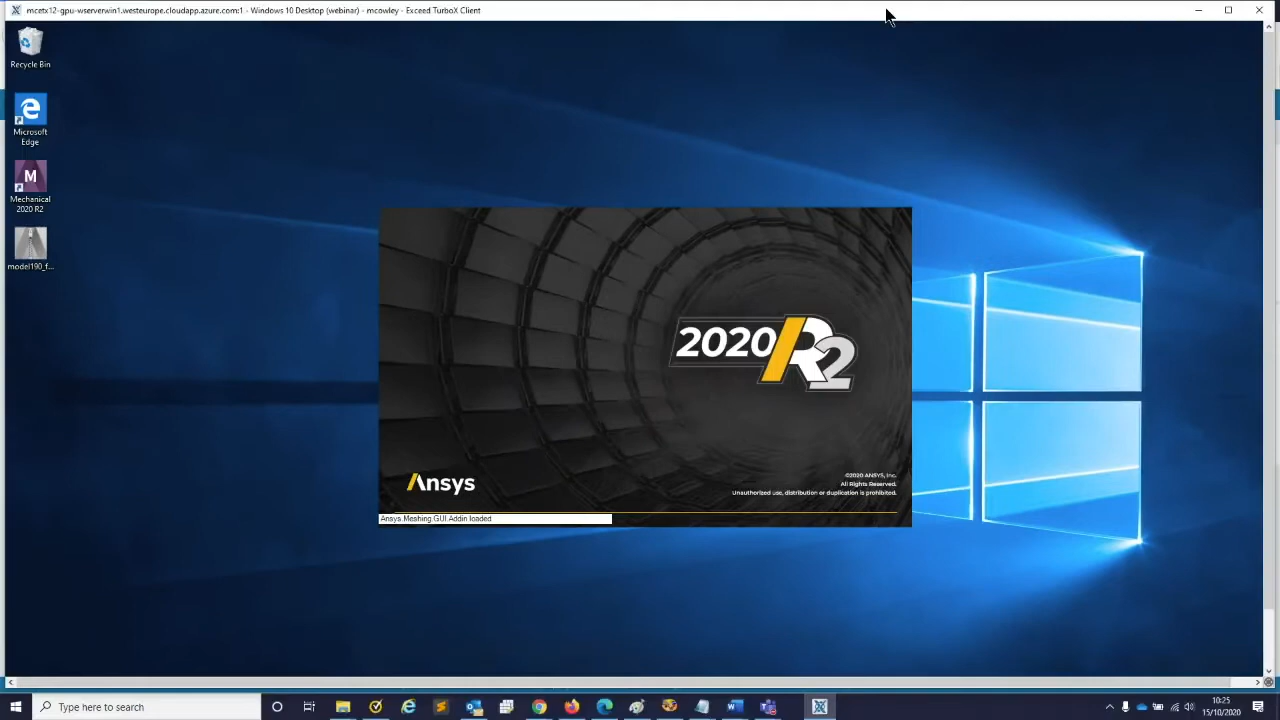 mcetx12-gpu-wserverwin1.westeurope.cloudapp.azure.com:1 - Windows 10 Desktop (webinar) - mcowley - Exceed TurboX Client
Recycle Bin
Microsoft
Edge
M
Mechanical
2020 R2
model190_f...
2020 R2
Ansys
©2020 ANSYS, Inc.
All Rights Reserved.
Unauthorized use, distribution or duplication is prohibited.
Ansys.Meshing.GUI.Addin loaded
Type here to search
10:25
15/10/2020